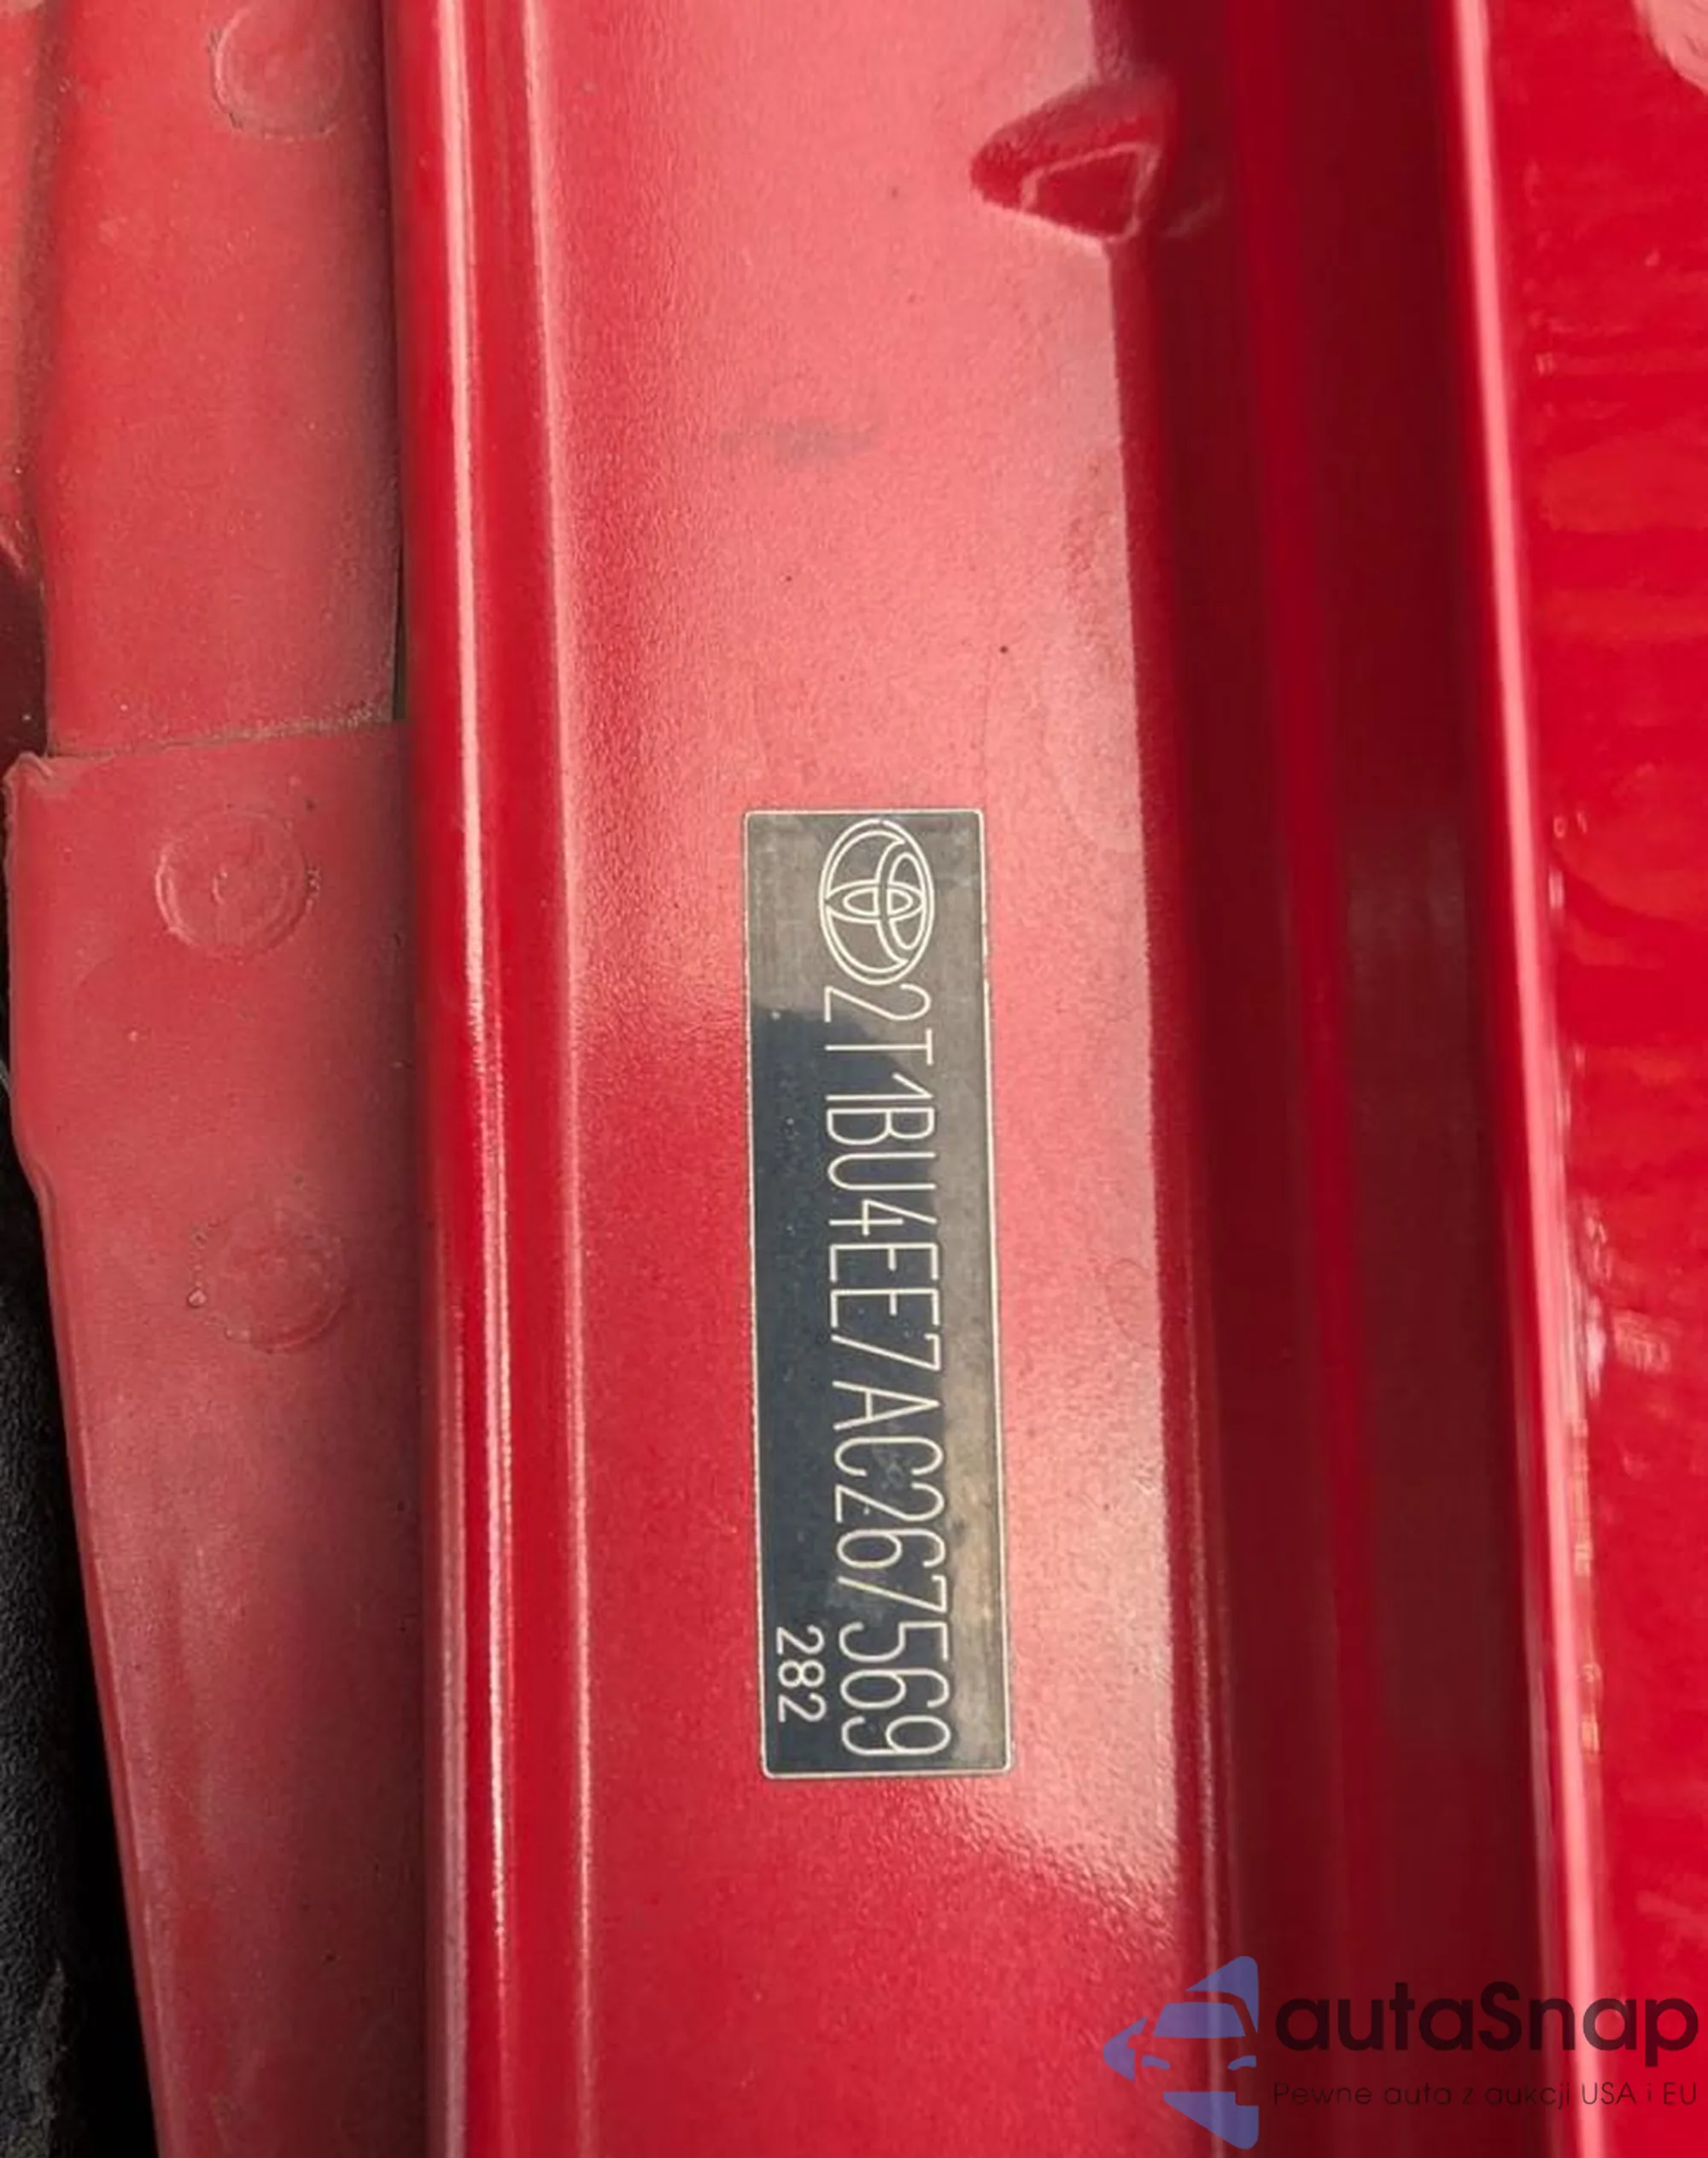 2T1BU4EE7AC267569
282
autaSnap
Pewne auta z aukcji USA i EU